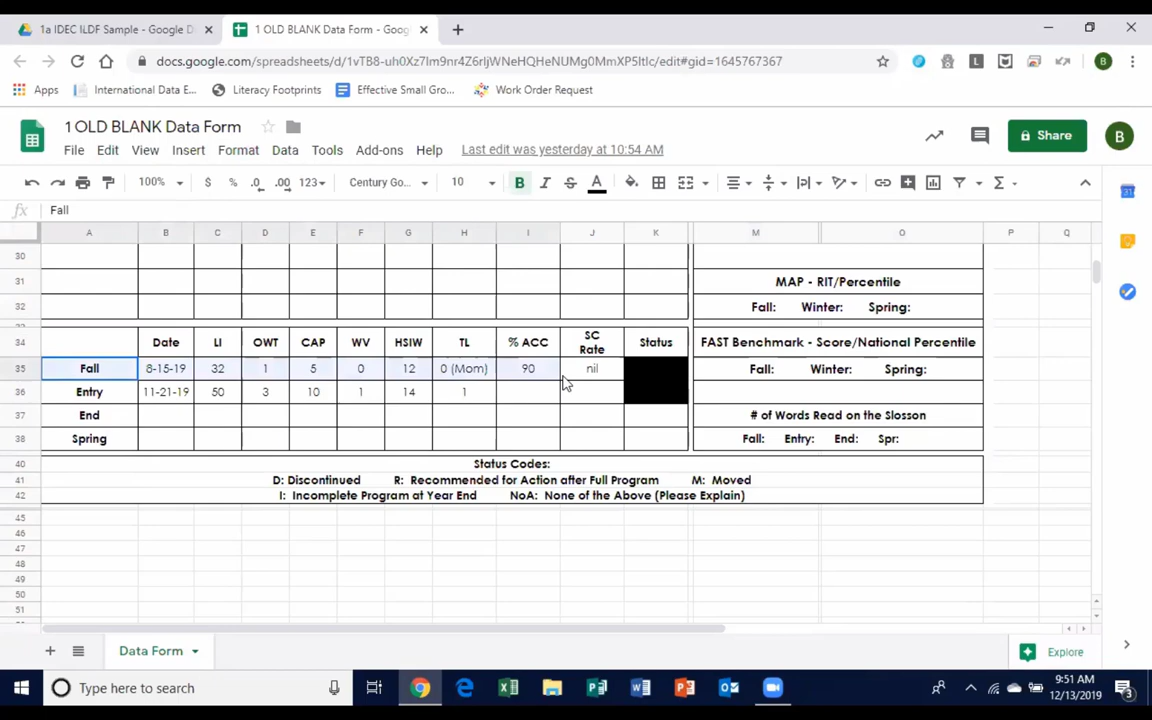 1a IDEC ILDF Sample - Google D
1 OLD BLANK Data Form - Goog
docs.google.com/spreadsheets/d/1vTB8-uh0Xz7Im9nr4Z6rIjWNeHQHeNUMg0MmXP5ltIc/edit#gid=1645767367
Apps International Data E... Literacy Footprints Effective Small Gro... Work Order Request
1 OLD BLANK Data Form
File Edit View Insert Format Data Tools Add-ons Help Last edit was yesterday at 10:54 AM
Share
B
100% $ % .0 .00 123 Century Go... 10 B I S A
fx Fall
A B C D E F G H I J K M O P Q
30
31 MAP - RIT/Percentile
32 Fall: Winter: Spring:
34 Date LI OWT CAP WV HSIW TL % ACC SC Rate Status FAST Benchmark - Score/National Percentile
35 Fall 8-15-19 32 1 5 0 12 0 (Mom) 90 nil Fall: Winter: Spring:
36 Entry 11-21-19 50 3 10 1 14 1
37 End # of Words Read on the Slosson
38 Spring Fall: Entry: End: Spr:
40 Status Codes:
41 D: Discontinued R: Recommended for Action after Full Program M: Moved
42 I: Incomplete Program at Year End NoA: None of the Above (Please Explain)
45
46
47
48
49
50
51
Data Form
Explore
Type here to search
9:51 AM
12/13/2019
3